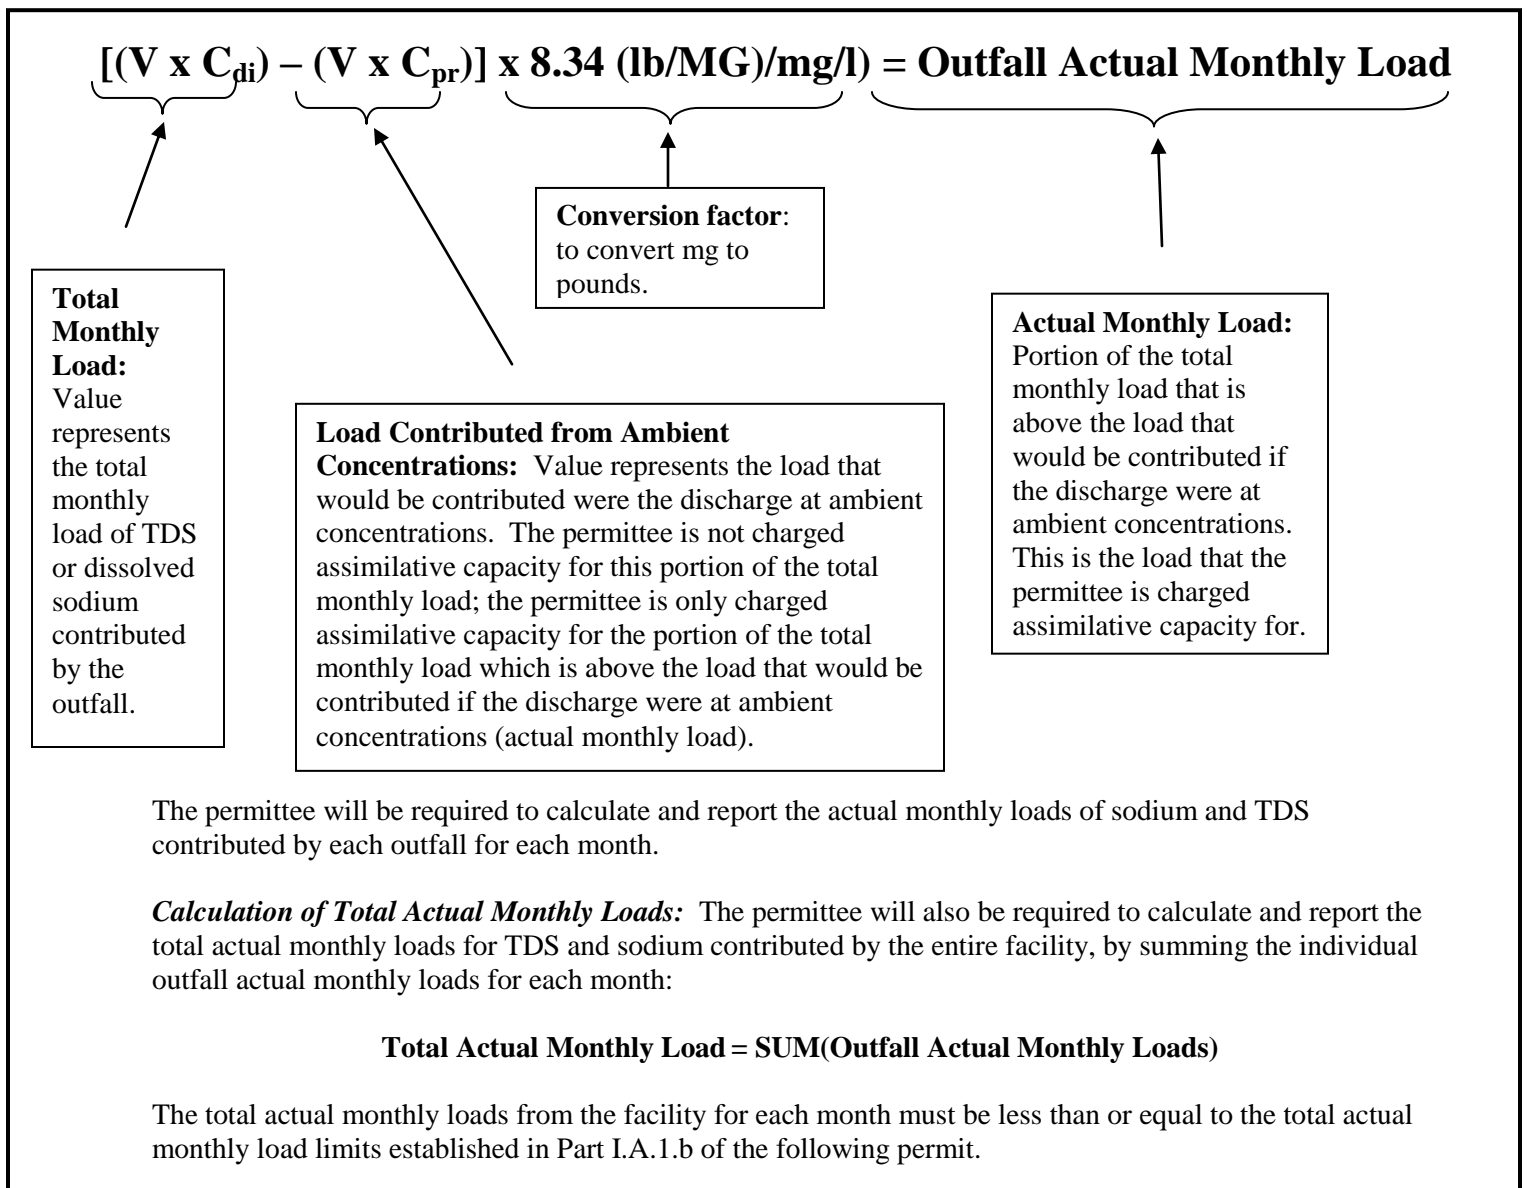 [(V x Cdi) – (V x Cpr)] x 8.34 (lb/MG)/mg/l) = Outfall Actual Monthly Load
Conversion factor:
to convert mg to
pounds.
Total
Monthly
Load:
Value
represents
the total
monthly
load of TDS
or dissolved
sodium
contributed
by the
outfall.
Load Contributed from Ambient
Concentrations: Value represents the load that
would be contributed were the discharge at ambient
concentrations. The permittee is not charged
assimilative capacity for this portion of the total
monthly load; the permittee is only charged
assimilative capacity for the portion of the total
monthly load which is above the load that would be
contributed if the discharge were at ambient
concentrations (actual monthly load).
Actual Monthly Load:
Portion of the total
monthly load that is
above the load that
would be contributed if
the discharge were at
ambient concentrations.
This is the load that the
permittee is charged
assimilative capacity for.
The permittee will be required to calculate and report the actual monthly loads of sodium and TDS
contributed by each outfall for each month.
Calculation of Total Actual Monthly Loads: The permittee will also be required to calculate and report the
total actual monthly loads for TDS and sodium contributed by the entire facility, by summing the individual
outfall actual monthly loads for each month:
Total Actual Monthly Load = SUM(Outfall Actual Monthly Loads)
The total actual monthly loads from the facility for each month must be less than or equal to the total actual
monthly load limits established in Part I.A.1.b of the following permit.